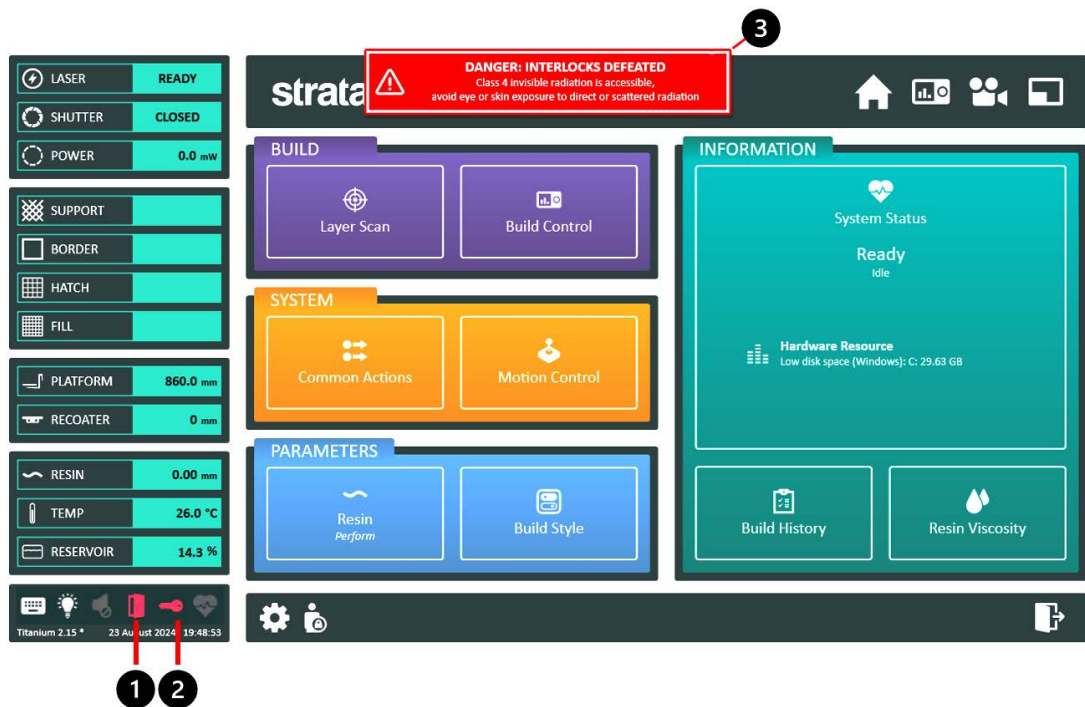 3
LASER READY
SHUTTER CLOSED
POWER 0.0 mW
SUPPORT
BORDER
HATCH
FILL
PLATFORM 860.0 mm
RECOATER 0 mm
RESIN 0.00 mm
TEMP 26.0 °C
RESERVOIR 14.3 %
Titanium 2.15 * 23 August 2024 19:48:53
1 2
strata
DANGER: INTERLOCKS DEFEATED
Class 4 invisible radiation is accessible,
avoid eye or skin exposure to direct or scattered radiation
BUILD
Layer Scan
Build Control
SYSTEM
Common Actions
Motion Control
PARAMETERS
Resin
Perform
Build Style
INFORMATION
System Status
Ready
Idle
Hardware Resource
Low disk space (Windows): C: 29.63 GB
Build History
Resin Viscosity